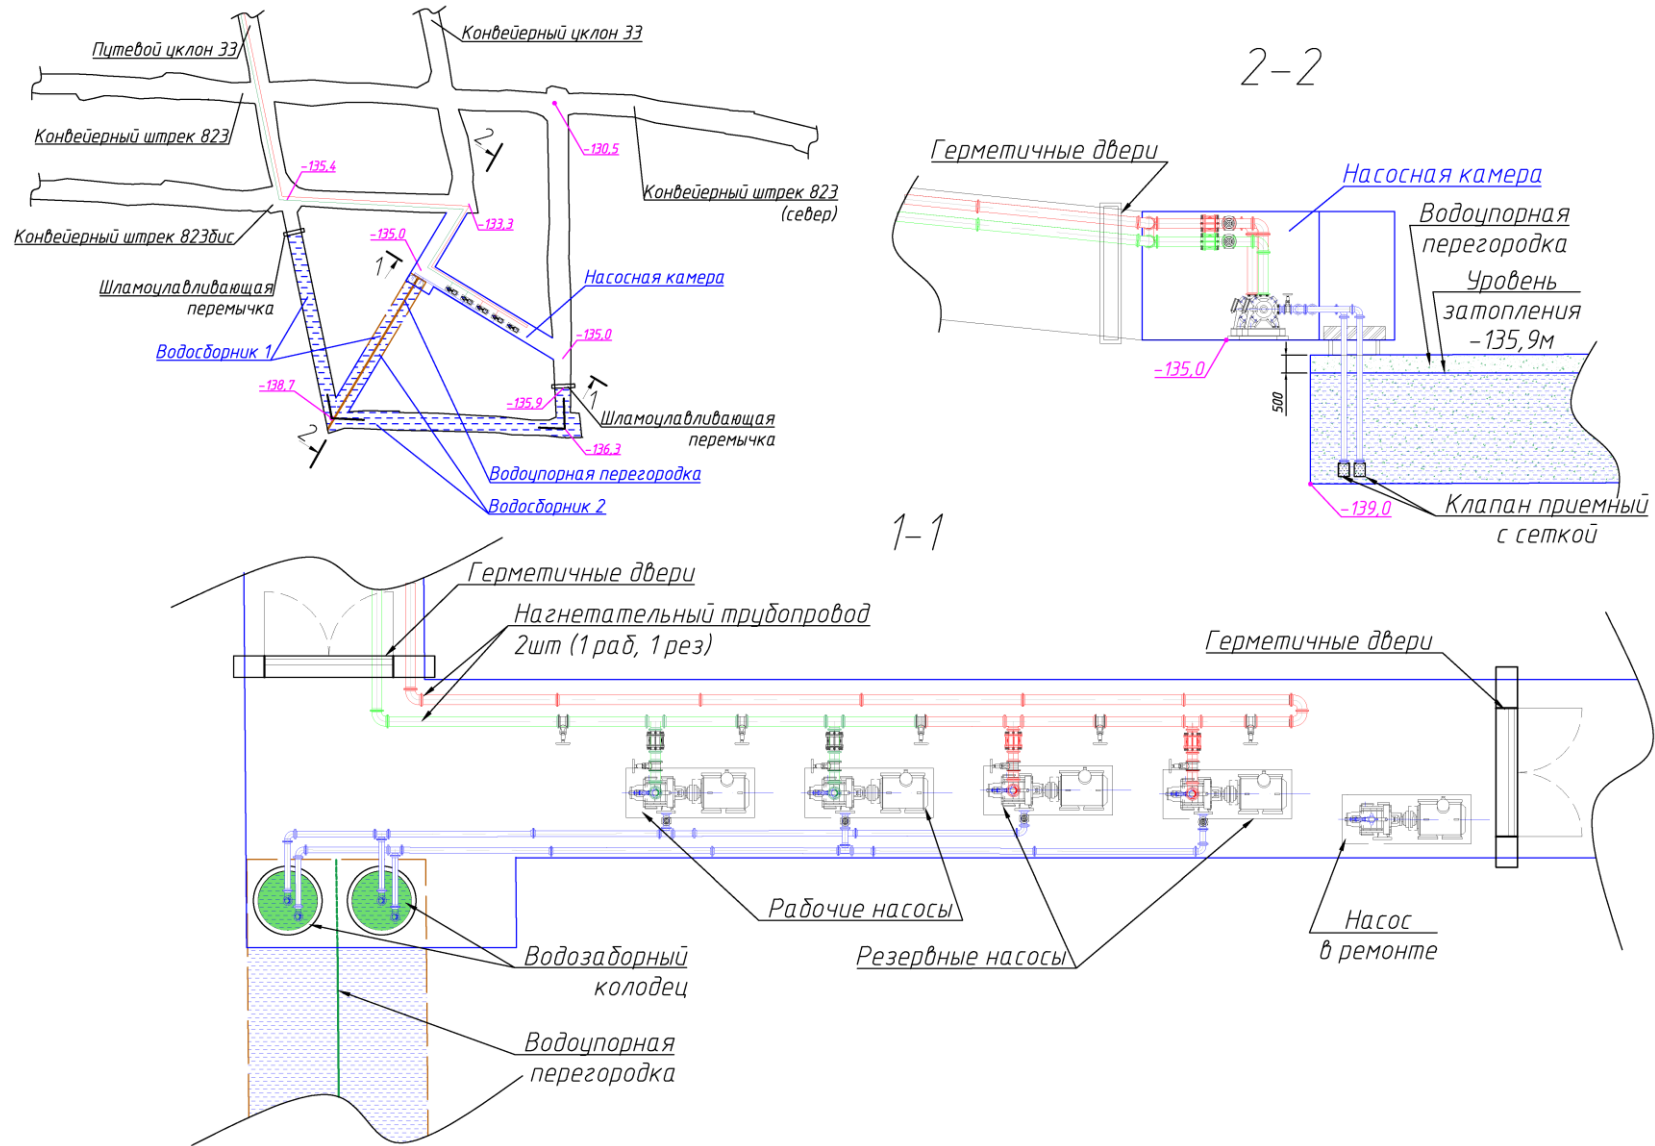 Путевой уклон 33
Конвейерный уклон 33
Конвейерный штрек 823
Конвейерный штрек 823бис
-135,4
2
-133,3
-130,5
Конвейерный штрек 823
(север)
-135,0
1
Шламоулавливающая
перемычка
Насосная камера
Водосборник 1
-135,0
-138,7
-135,9
1
Шламоулавливающая
перемычка
2
-136,3
Водоупорная перегородка
Водосборник 2
2-2
Герметичные двери
Насосная камера
Водоупорная
перегородка
Уровень
затопления
-135,9м
-135,0
500
-139,0
Клапан приемный
с сеткой
1-1
Герметичные двери
Нагнетательный трубопровод
2шт (1 раб, 1 рез)
Герметичные двери
Рабочие насосы
Резервные насосы
Насос
в ремонте
Водозаборный
колодец
Водоупорная
перегородка